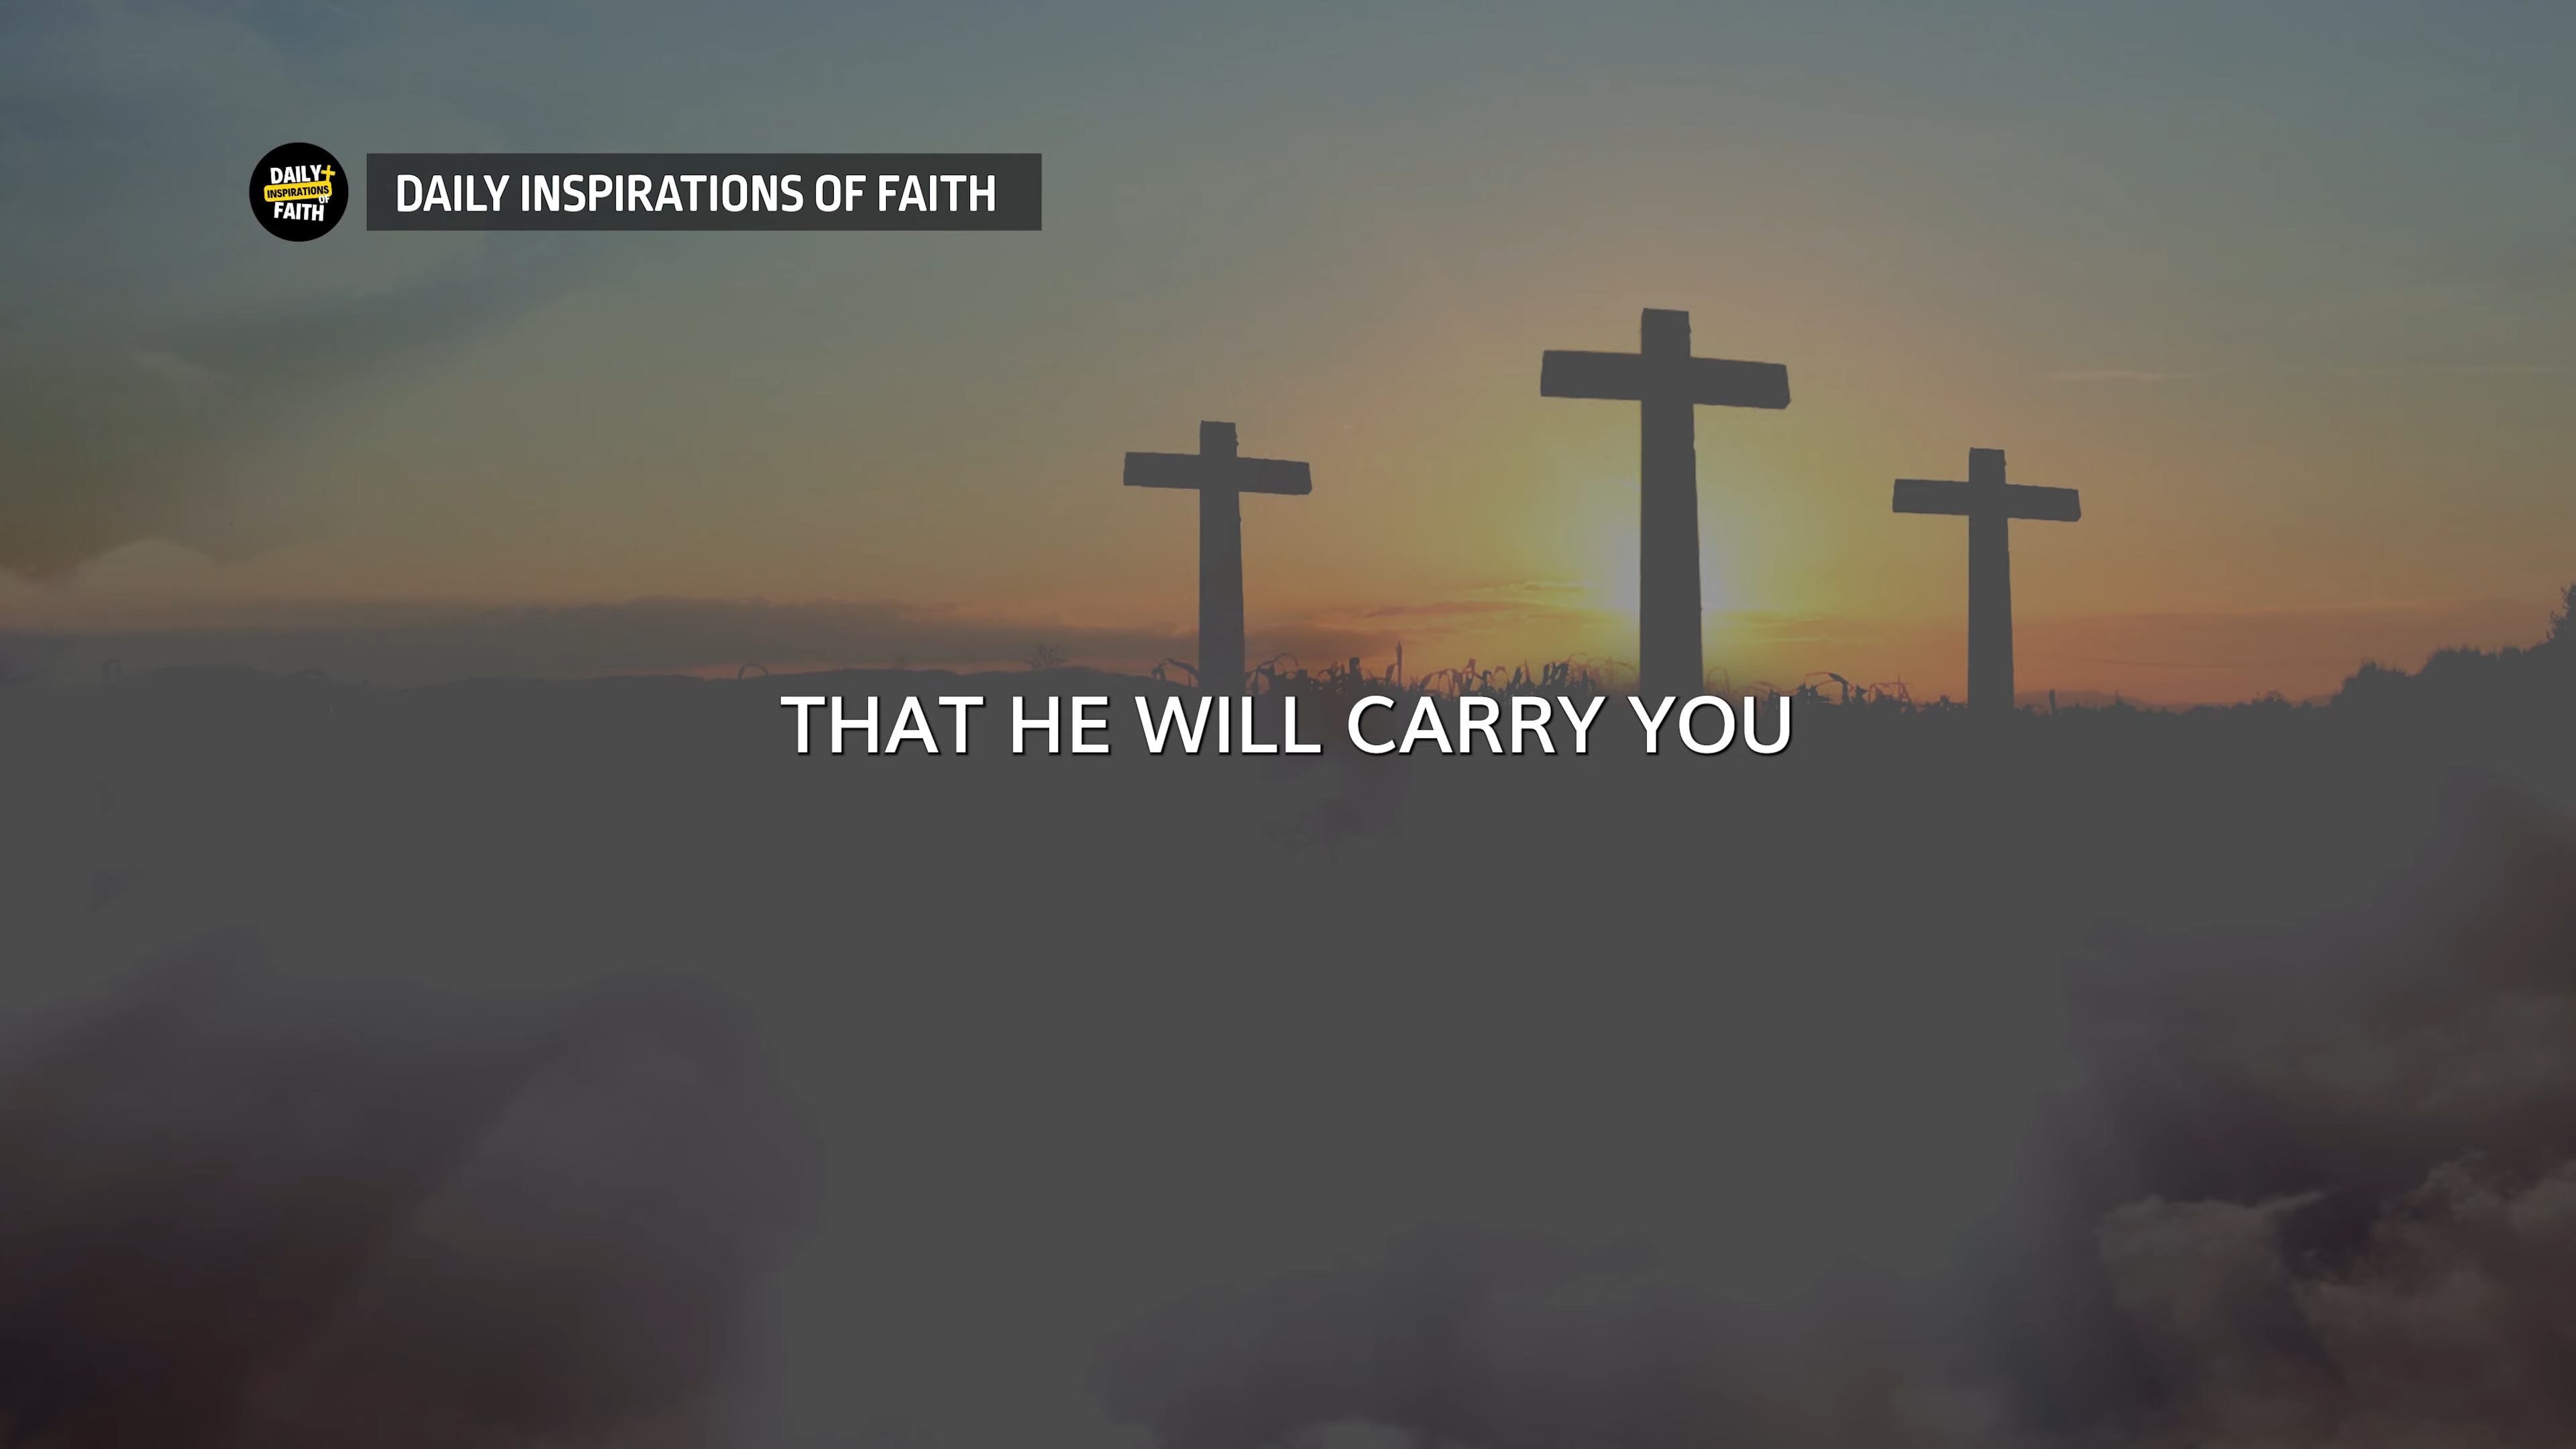 DAILY+
INSPIRATIONS
OF
FAITH
DAILY INSPIRATIONS OF FAITH
THAT HE WILL CARRY YOU